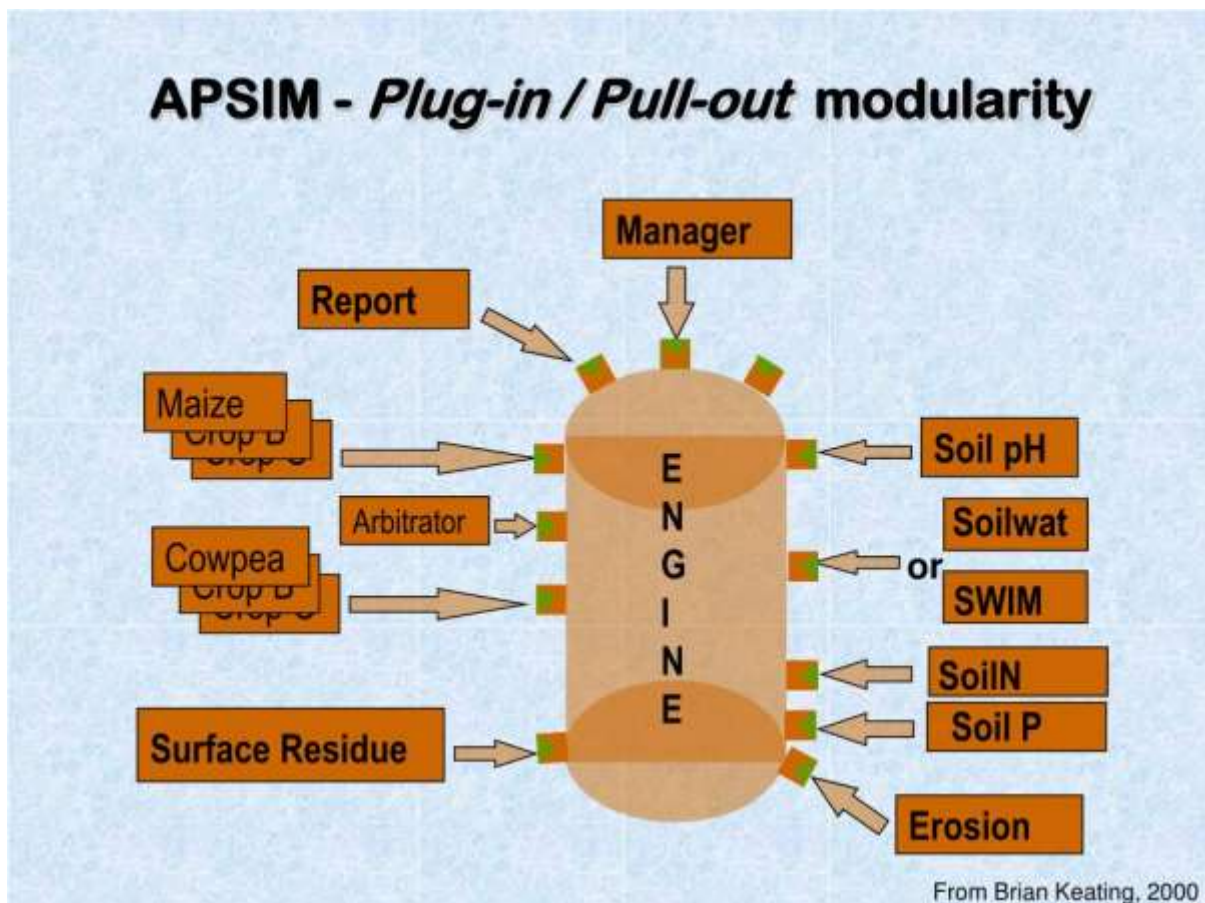 APSIM - Plug-in / Pull-out modularity
Manager
Report
Maize
Crop B
Crop C
Soil pH
Arbitrator
Soilwat
or
SWIM
Cowpea
Crop B
Crop C
ENGINE
SoilN
Soil P
Surface Residue
Erosion
From Brian Keating, 2000